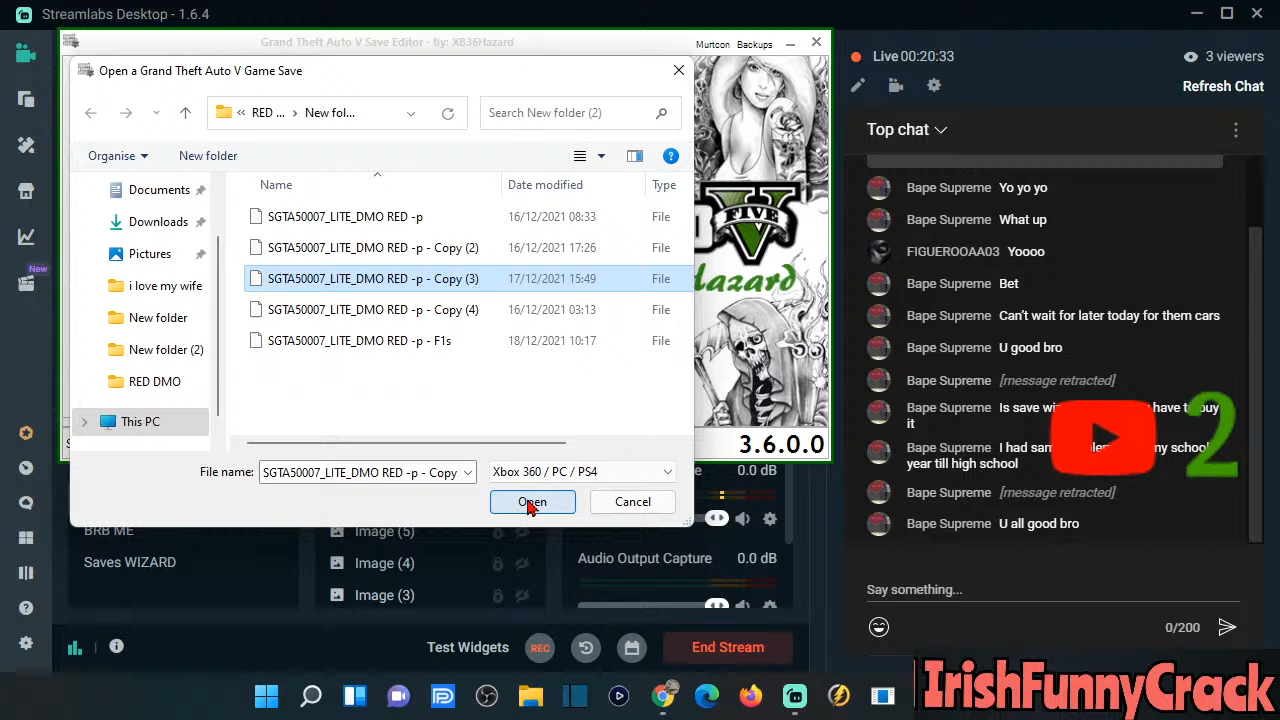 Streamlabs Desktop - 1.6.4
Grand Theft Auto V Save Editor - By: XB36Hazard
Murtcon Backups
Open a Grand Theft Auto V Game Save
« RED ... › New fol...
Search New folder (2)
Organise
New folder
Name
Date modified
Type
Documents
Downloads
Pictures
i love my wife
New folder
New folder (2)
RED DMO
This PC
SGTA50007_LITE_DMO RED -p 16/12/2021 08:33 File
SGTA50007_LITE_DMO RED -p - Copy (2) 16/12/2021 17:26 File
SGTA50007_LITE_DMO RED -p - Copy (3) 17/12/2021 15:49 File
SGTA50007_LITE_DMO RED -p - Copy (4) 16/12/2021 03:13 File
SGTA50007_LITE_DMO RED -p - F1s 18/12/2021 10:17 File
File name: SGTA50007_LITE_DMO RED -p - Copy
Xbox 360 / PC / PS4
Open
Cancel
V
FIVE
Hazard
3.6.0.0
New
0.0 dB
BRB ME
Saves WIZARD
Image (5)
Image (4)
Image (3)
Audio Output Capture 0.0 dB
Test Widgets
REC
End Stream
Live 00:20:33
3 viewers
Refresh Chat
Top chat
Bape Supreme Yo yo yo
Bape Supreme What up
FIGUEROOAA03 Yoooo
Bape Supreme Bet
Bape Supreme Can't wait for later today for them cars
Bape Supreme U good bro
Bape Supreme [message retracted]
Bape Supreme Is save have to buy
it
Bape Supreme I had school
year till high school
Bape Supreme [message retracted]
Bape Supreme U all good bro
2
Say something...
0/200
IrishFunnyCrack